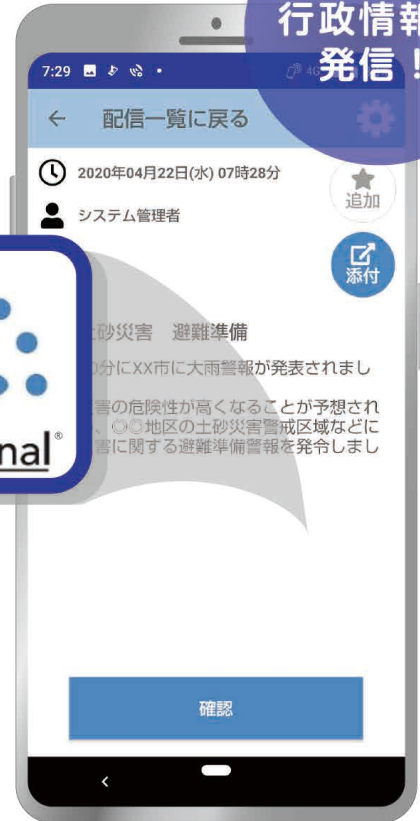 行政情報
発信！
7:29
4G
配信一覧に戻る
2020年04月22日(水) 07時28分
追加
システム管理者
添付
砂災害 避難準備
分にXX市に大雨警報が発表されまし
害の危険性が高くなることが予想され
、〇〇地区の土砂災害警戒区域などに
害に関する避難準備警報を発令しまし
nal®
確認